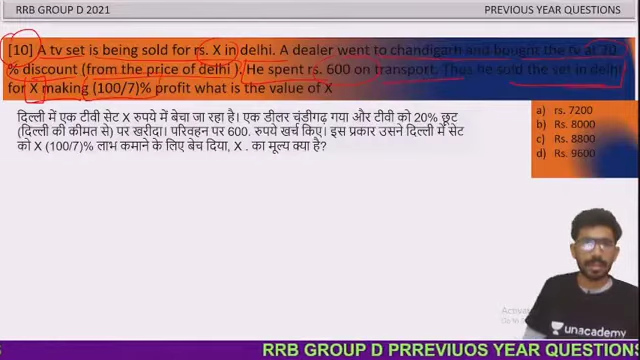 RRB GROUP D 2021
PREVIOUS YEAR QUESTIONS
[10] A tv set is being sold for rs. X in delhi. A dealer went to chandigarh and bought the tv at 20
% discount (from the price of delhi ). He spent rs. 600 on transport. Thus he sold the set in delhi
for X making (100/7)% profit what is the value of X
दिल्ली में एक टीवी सेट X रुपये में बेचा जा रहा है। एक डीलर चंडीगढ़ गया और टीवी को 20% छूट
(दिल्ली की कीमत से) पर खरीदा। परिवहन पर 600. रुपये खर्च किए। इस प्रकार उसने दिल्ली में सेट
को X (100/7)% लाभ कमाने के लिए बेच दिया, X . का मूल्य क्या है?
a) rs. 7200
b) Rs. 8000
c) Rs. 8800
d) Rs. 9600
unacademy
RRB GROUP D PRREVIUOS YEAR QUESTIONS